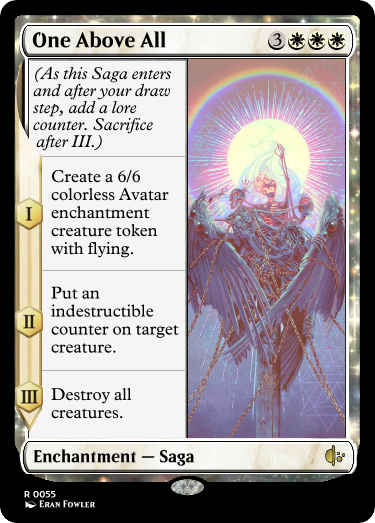 One Above All 3
(As this Saga enters
and after your draw
step, add a lore
counter. Sacrifice
after III.)
I
Create a 6/6
colorless Avatar
enchantment
creature token
with flying.
II
Put an
indestructible
counter on target
creature.
III
Destroy all
creatures.
Enchantment — Saga
R 0055
Eran Fowler